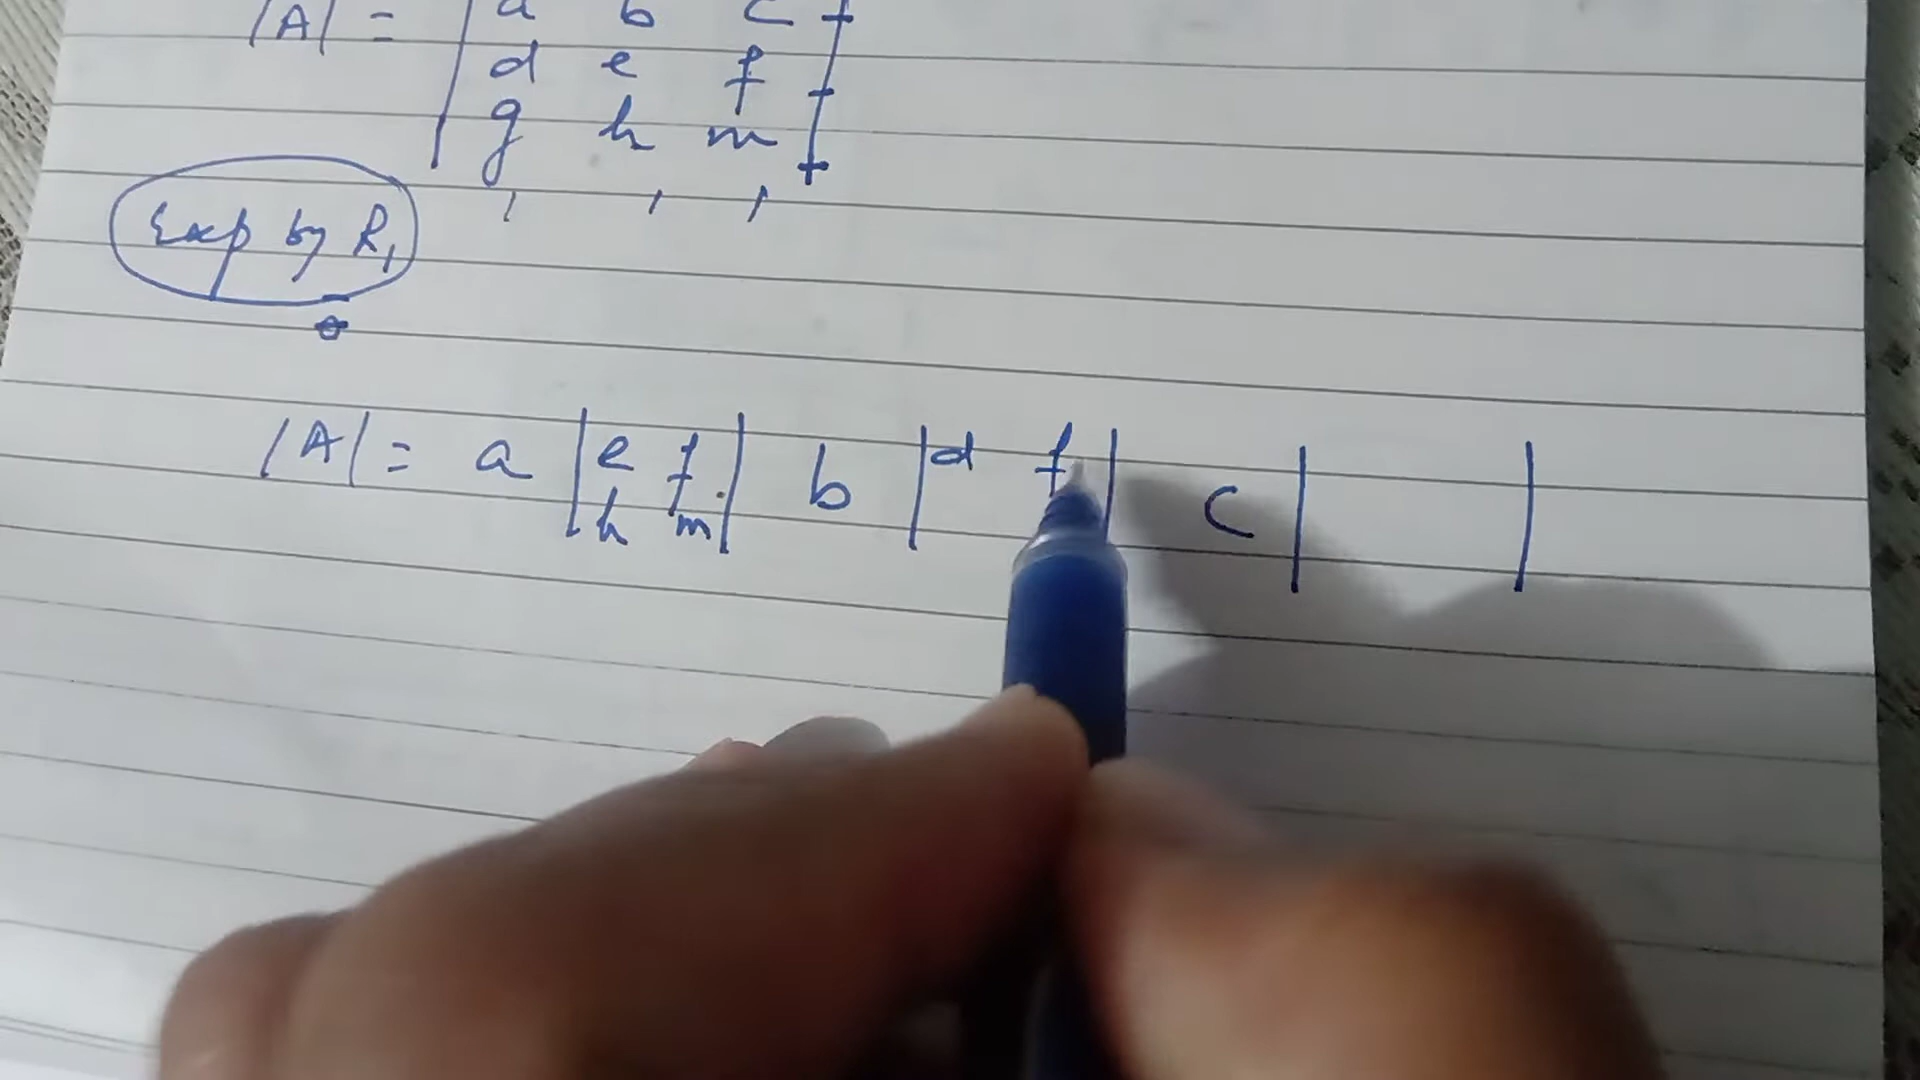 |A| = | a b c |
d e f
g h m
Exp by R1
|A| = a | e f | b | d f | c | |
h m